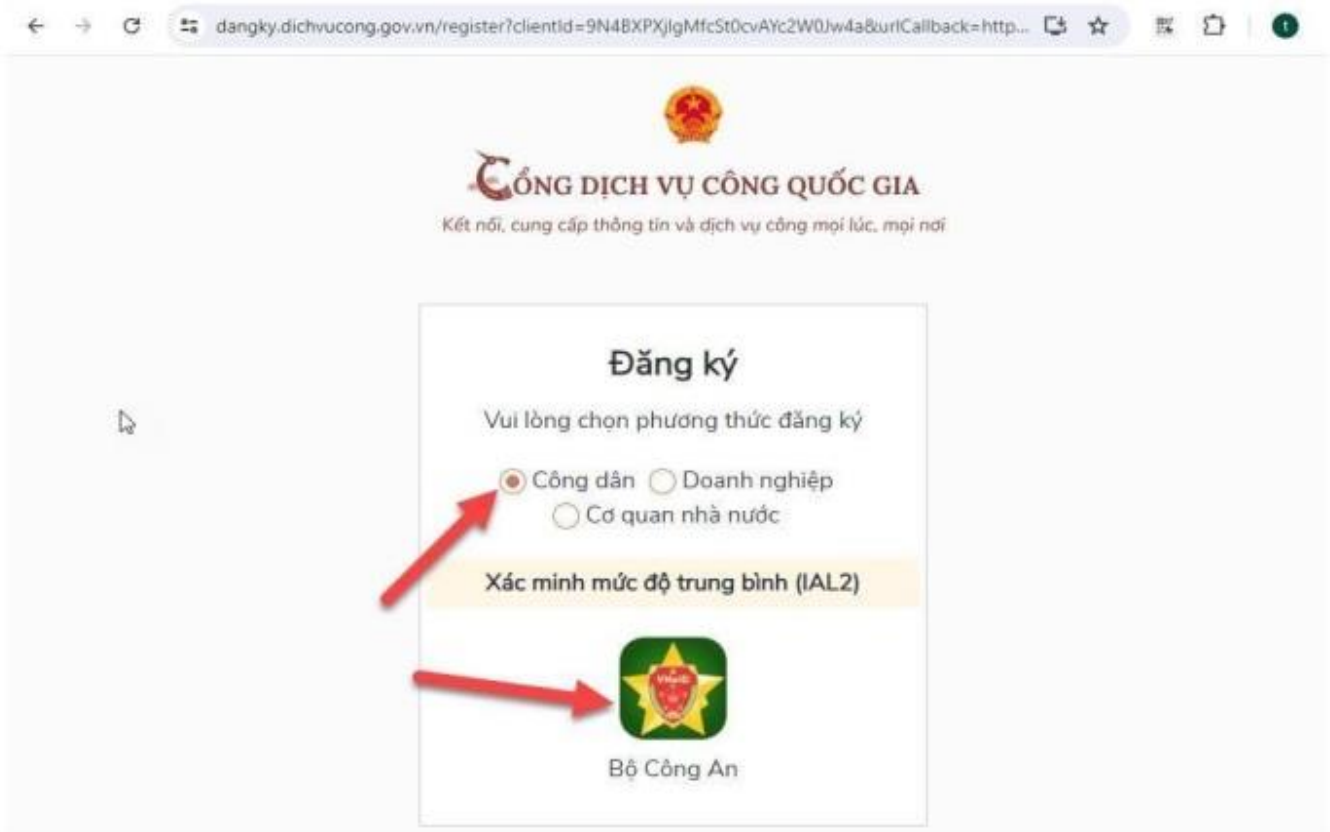 dangky.dichvucong.gov.vn/register?clientId=9N4BXPXjIgMfcSt0cvAYc2W0Jw4a&urlCallback=http...
t
CỔNG DỊCH VỤ CÔNG QUỐC GIA
Kết nối, cung cấp thông tin và dịch vụ công mọi lúc, mọi nơi
Đăng ký
Vui lòng chọn phương thức đăng ký
Công dân Doanh nghiệp
Cơ quan nhà nước
Xác minh mức độ trung bình (IAL2)
VNeID
Bộ Công An